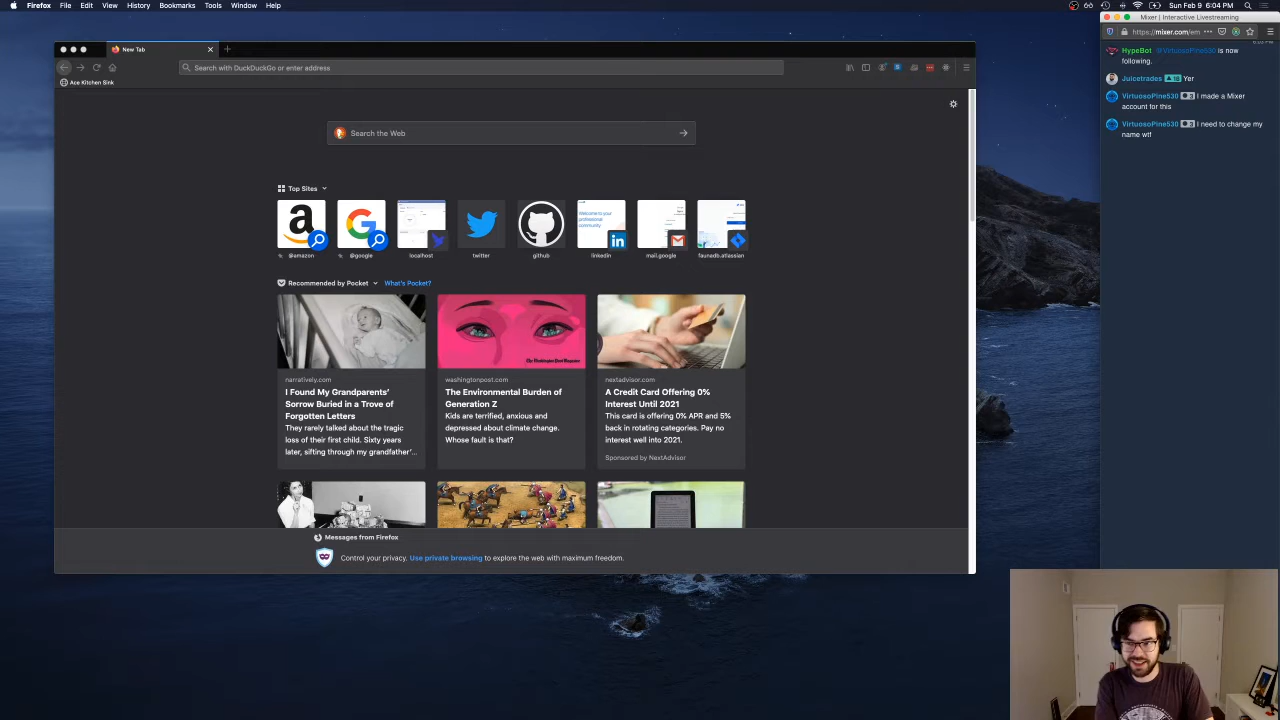 Firefox File Edit View History Bookmarks Tools Window Help
Sun Feb 9 6:04 PM
New Tab
Search with DuckDuckGo or enter address
Ace Kitchen Sink
Search the Web
Top Sites
@amazon @google localhost twitter github linkedin mail.google faunadb.atlassian
Recommended by Pocket What's Pocket?
narratively.com
I Found My Grandparents'
Sorrow Buried in a Trove of
Forgotten Letters
They rarely talked about the tragic
loss of their first child. Sixty years
later, sifting through my grandfather'...
The Washington Post Magazine
washingtonpost.com
The Environmental Burden of
Generation Z
Kids are terrified, anxious and
depressed about climate change.
Whose fault is that?
nextadvisor.com
A Credit Card Offering 0%
Interest Until 2021
This card is offering 0% APR and 5%
back in rotating categories. Pay no
interest well into 2021.
Sponsored by NextAdvisor
Messages from Firefox
Control your privacy. Use private browsing to explore the web with maximum freedom.
Mixer | Interactive Livestreaming
https://mixer.com/em
HypeBot @VirtuosoPine530 is now
following.
Juicetrades 18 Yer
VirtuosoPine530 3 I made a Mixer
account for this
VirtuosoPine530 3 I need to change my
name wtf